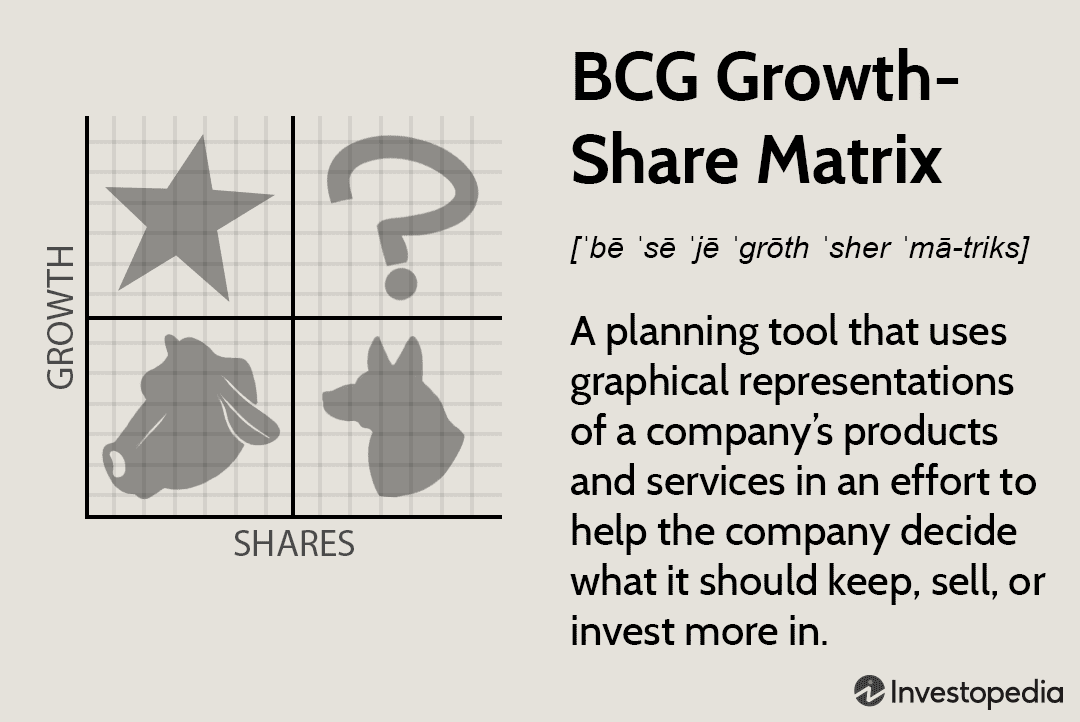 BCG Growth-
Share Matrix
[ˈbē ˈsē ˈjē ˈgrōth ˈsher ˈmā-triks]
A planning tool that uses
graphical representations
of a company’s products
and services in an effort to
help the company decide
what it should keep, sell, or
invest more in.
GROWTH
SHARES
Investopedia